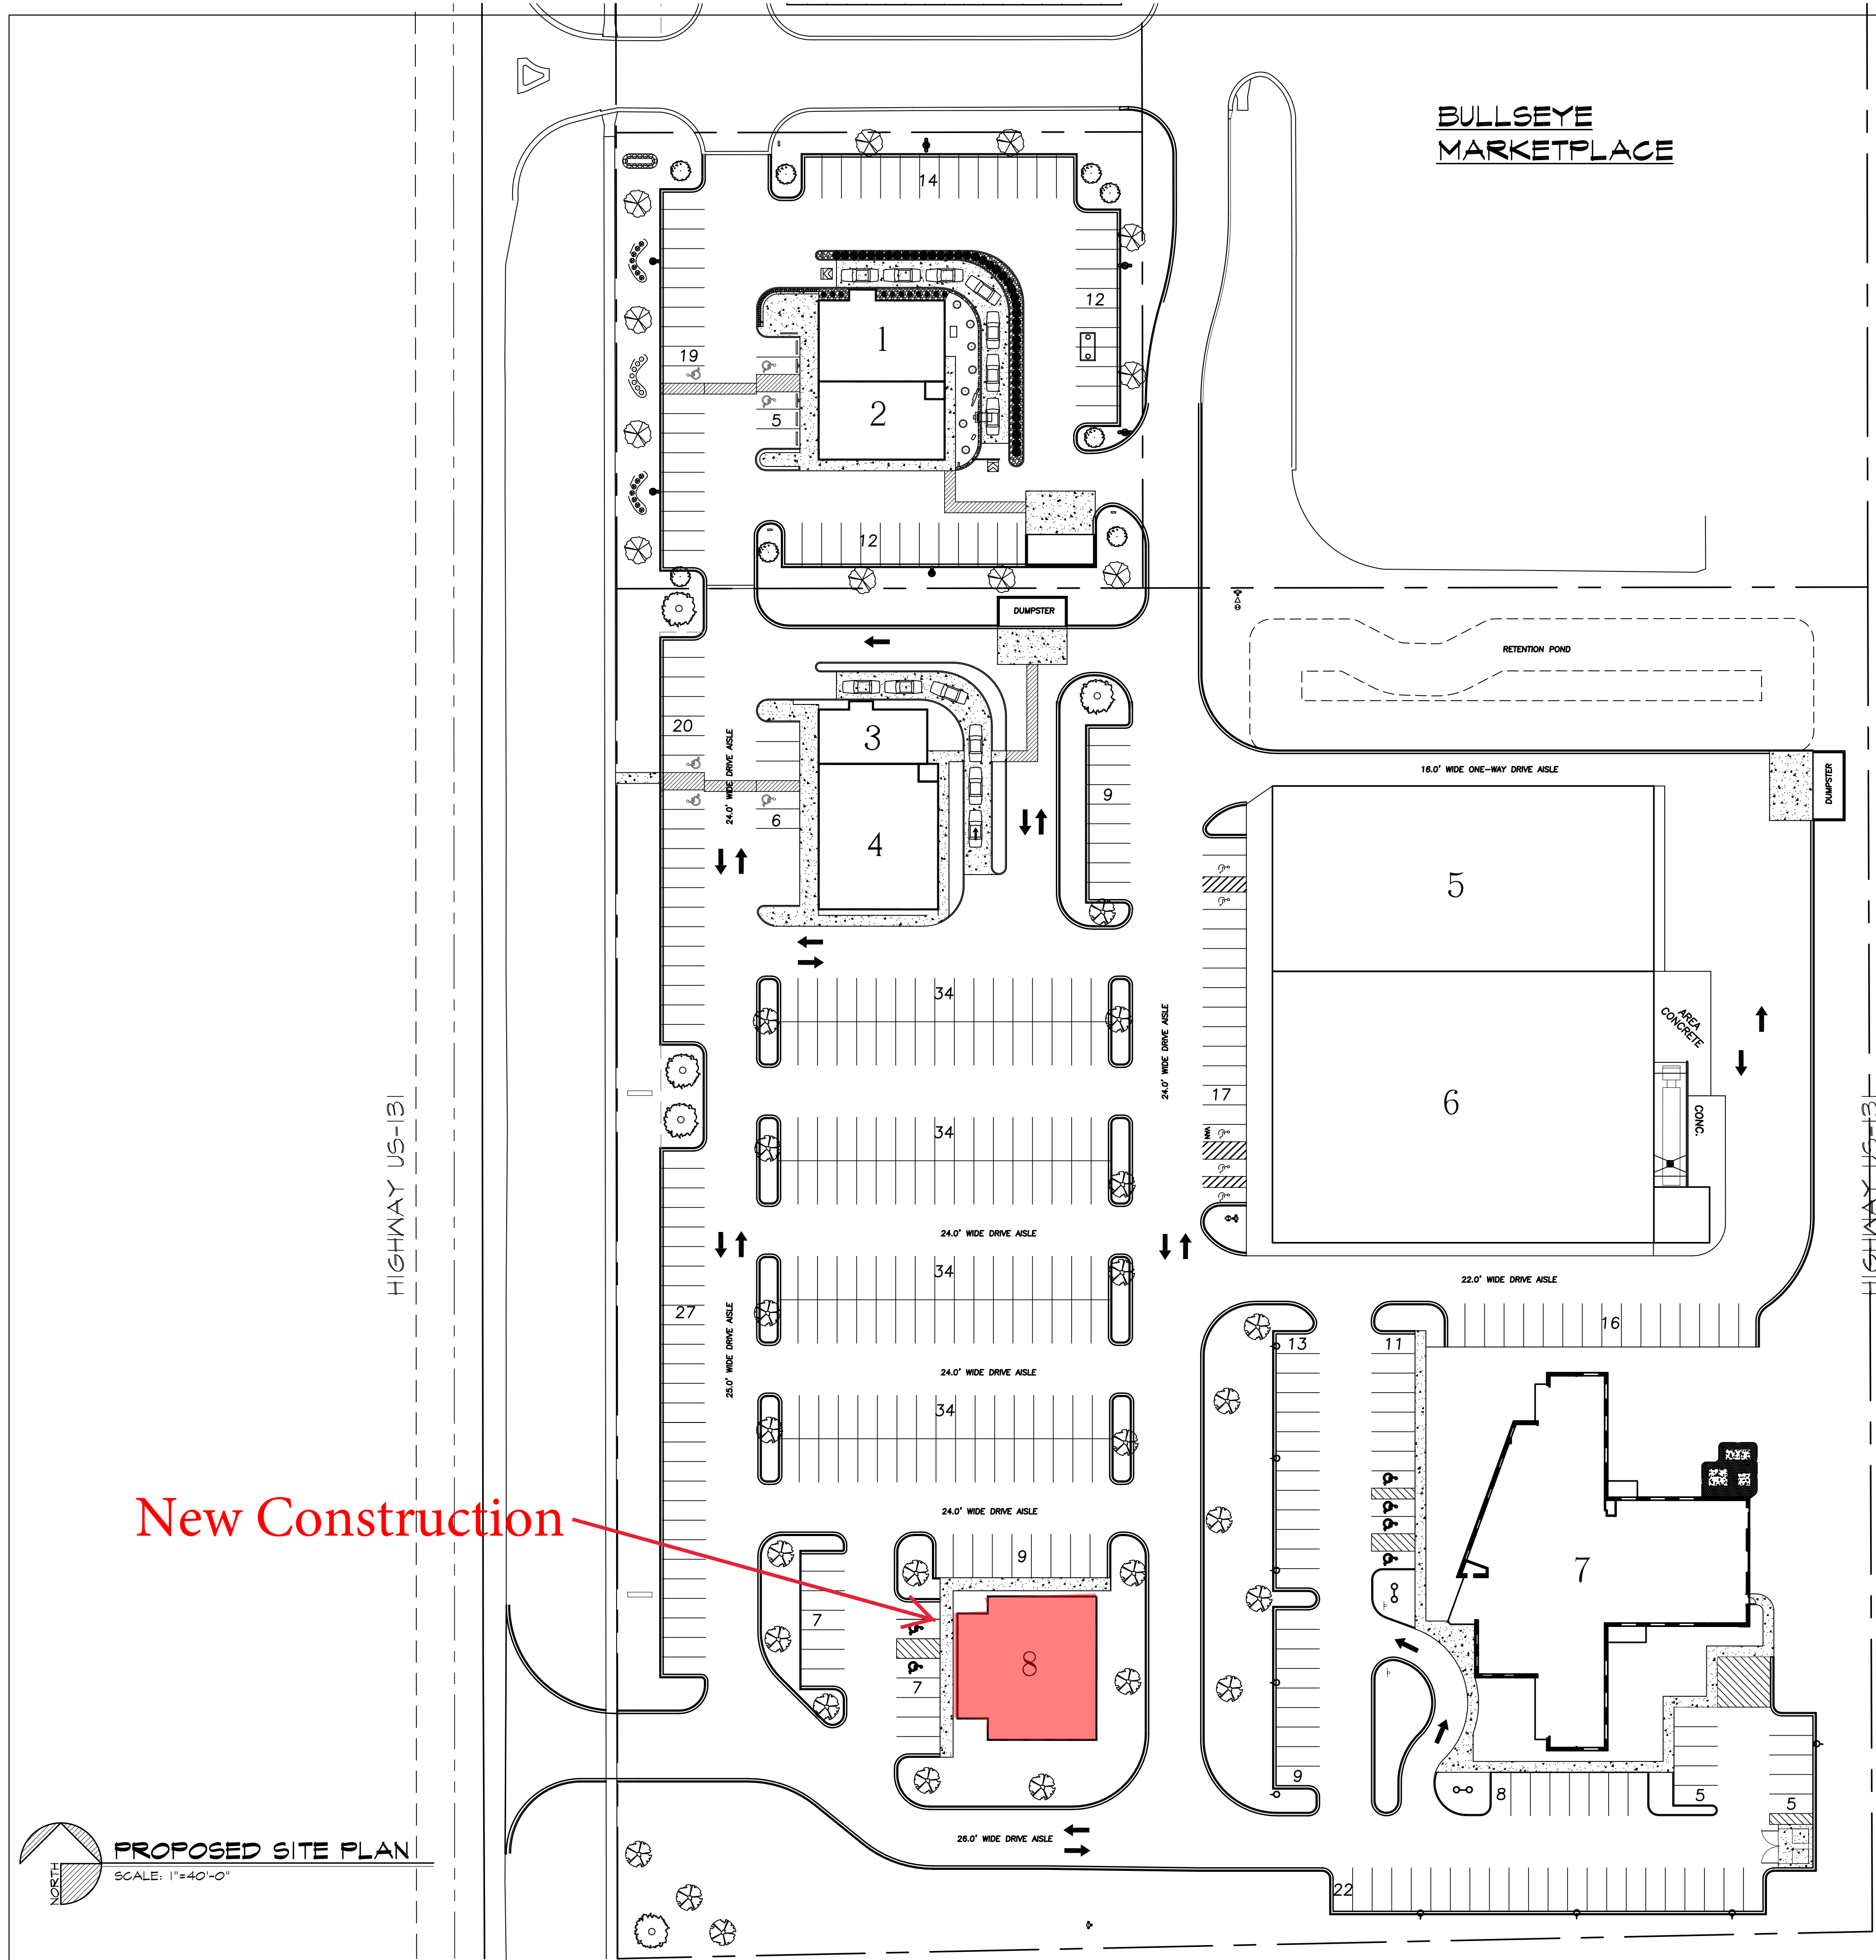 BULLSEYE
MARKETPLACE
14
12
1
19
2
5
12
DUMPSTER
RETENTION POND
20
3
24.0' WIDE DRIVE AISLE
16.0' WIDE ONE-WAY DRIVE AISLE
DUMPSTER
9
6
4
5
34
AREA
CONCRETE
24.0' WIDE DRIVE AISLE
17
6
HIGHWAY US-131
HIGHWAY US-131
CONC.
34
VAN
24.0' WIDE DRIVE AISLE
34
22.0' WIDE DRIVE AISLE
27
25.0' WIDE DRIVE AISLE
16
13
11
24.0' WIDE DRIVE AISLE
34
New Construction
24.0' WIDE DRIVE AISLE
9
7
7
8
7
9
8
5
5
26.0' WIDE DRIVE AISLE
22
PROPOSED SITE PLAN
SCALE: 1"=40'-0"
NORTH